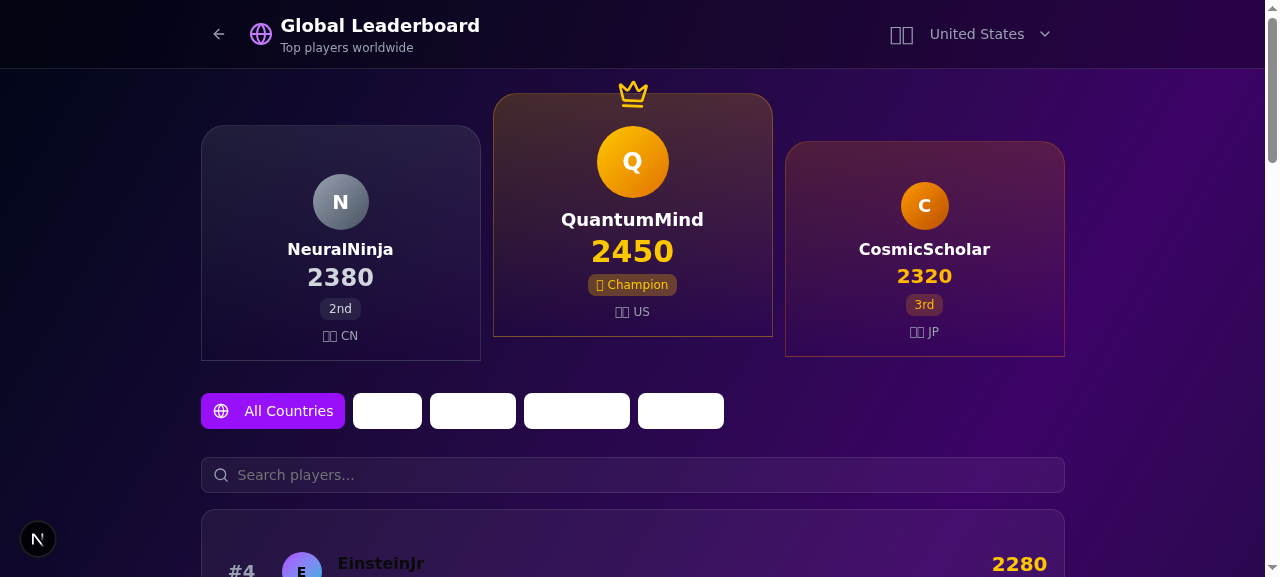 Global Leaderboard
Top players worldwide
United States
N
NeuralNinja
2380
2nd
CN
Q
QuantumMind
2450
Champion
US
C
CosmicScholar
2320
3rd
JP
All Countries
Search players...
#4
E
EinsteinJr
2280
N